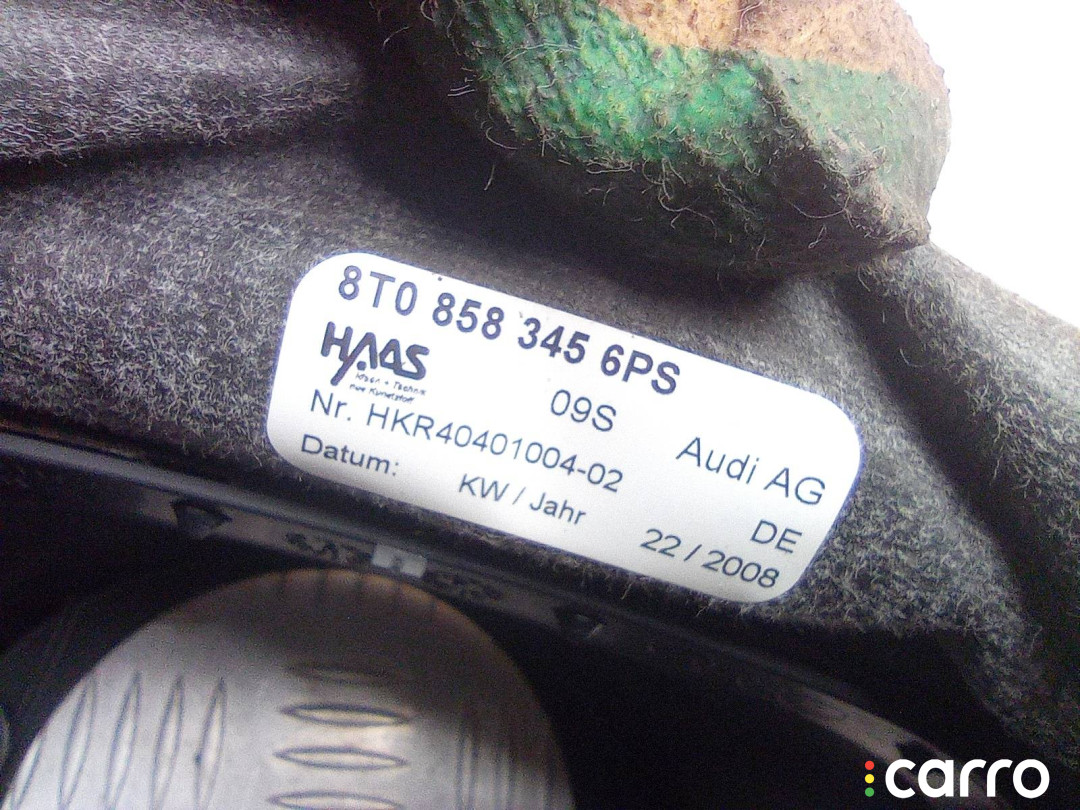 8T0 858 345 6PS
HAAS
09S
Nr. HKR40401004-02
Audi AG
Datum:
KW / Jahr
DE
22 / 2008
carro